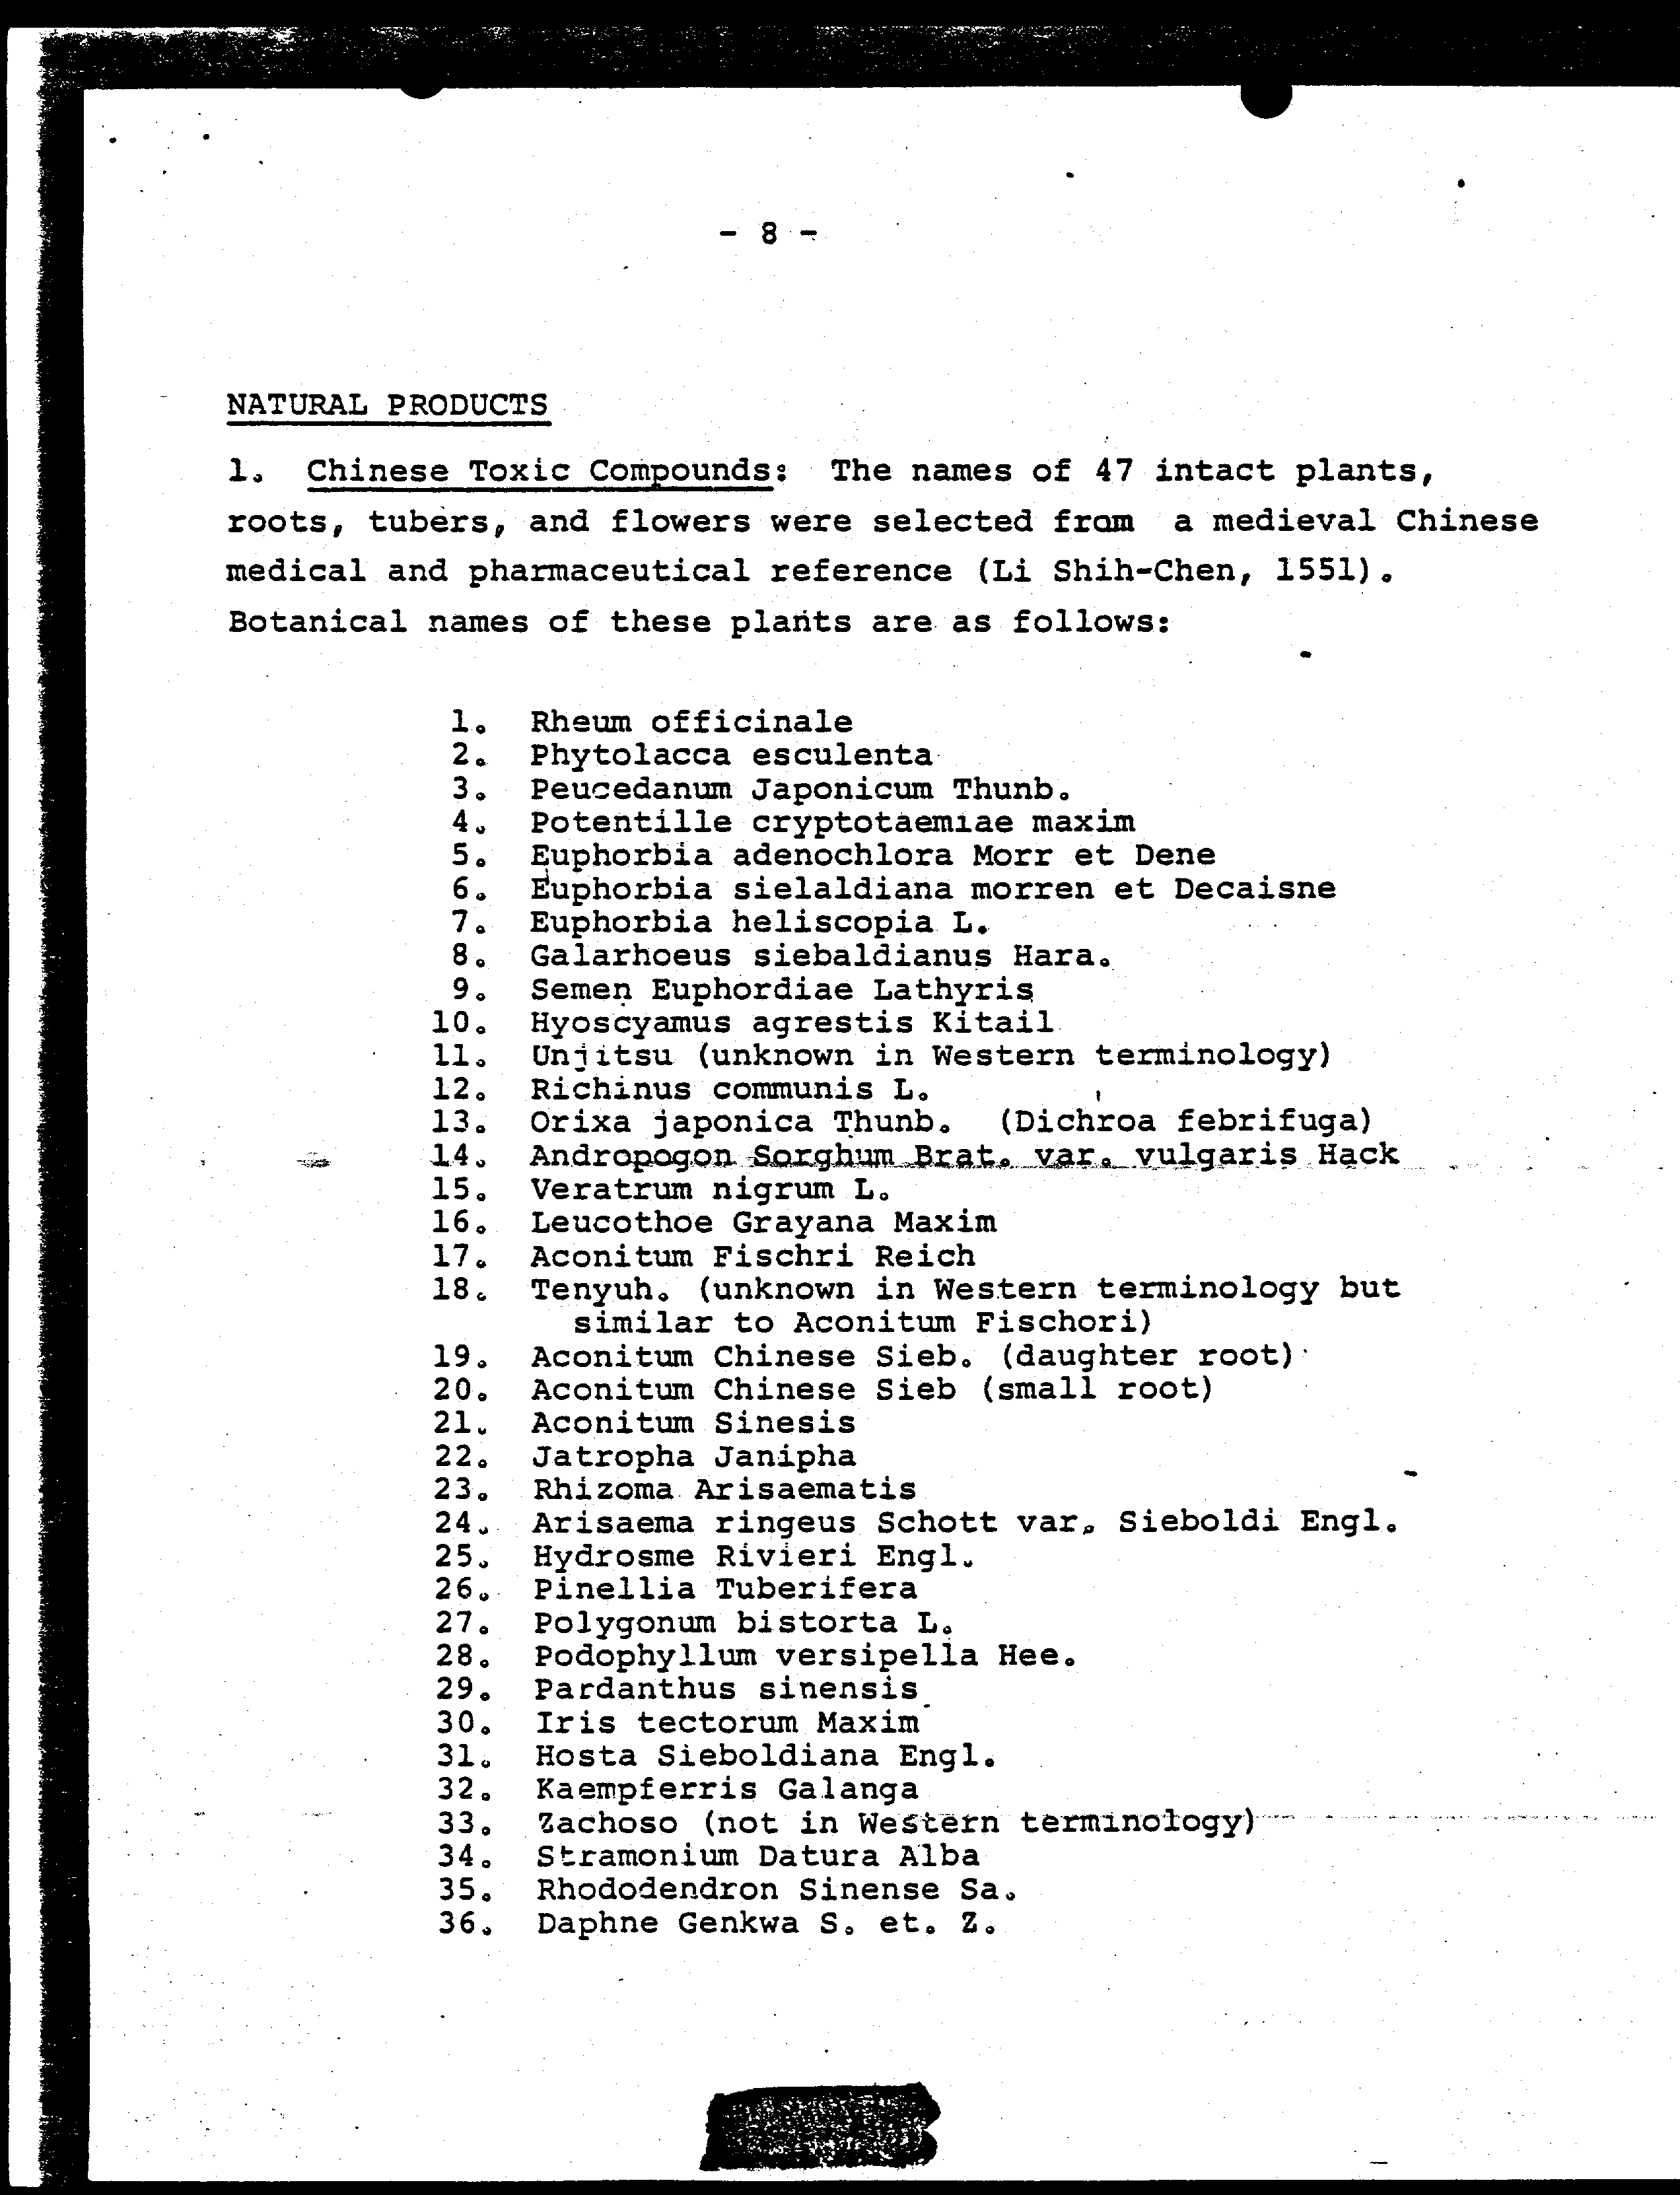 - 8 -
NATURAL PRODUCTS
1. Chinese Toxic Compounds: The names of 47 intact plants,
roots, tubers, and flowers were selected from a medieval Chinese
medical and pharmaceutical reference (Li Shih-Chen, 1551).
Botanical names of these plants are as follows:
1. Rheum officinale
2. Phytolacca esculenta
3. Peucedanum Japonicum Thunb.
4. Potentille cryptotaemiae maxim
5. Euphorbia adenochlora Morr et Dene
6. Euphorbia sielaldiana morren et Decaisne
7. Euphorbia heliscopia L.
8. Galarhoeus siebaldianus Hara.
9. Semen Euphordiae Lathyris
10. Hyoscyamus agrestis Kitail
11. Unjitsu (unknown in Western terminology)
12. Richinus communis L.
13. Orixa japonica Thunb. (Dichroa febrifuga)
14. Andropogon Sorghum Brat. var. vulgaris Hack
15. Veratrum nigrum L.
16. Leucothoe Grayana Maxim
17. Aconitum Fischri Reich
18. Tenyuh. (unknown in Western terminology but
similar to Aconitum Fischori)
19. Aconitum Chinese Sieb. (daughter root)
20. Aconitum Chinese Sieb (small root)
21. Aconitum Sinesis
22. Jatropha Janipha
23. Rhizoma Arisaematis
24. Arisaema ringeus Schott var. Sieboldi Engl.
25. Hydrosme Rivieri Engl.
26. Pinellia Tuberifera
27. Polygonum bistorta L.
28. Podophyllum versipella Hee.
29. Pardanthus sinensis
30. Iris tectorum Maxim
31. Hosta Sieboldiana Engl.
32. Kaempferris Galanga
33. Zachoso (not in Western terminology)
34. Stramonium Datura Alba
35. Rhododendron Sinense Sa.
36. Daphne Genkwa S. et. Z.